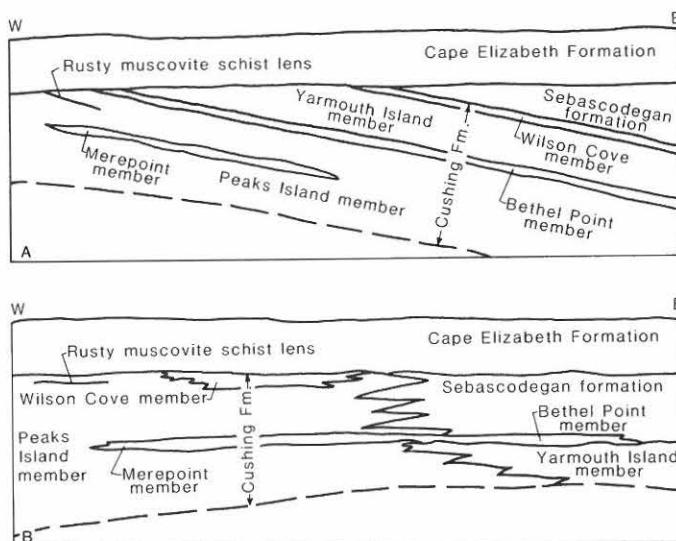 W
E
Cape Elizabeth Formation
Rusty muscovite schist lens
Yarmouth Island
member
Sebascodegan
formation
Wilson Cove
member
Merepoint
member
Peaks Island member
Cushing Fm.
Bethel Point
member
A
W
E
Cape Elizabeth Formation
Rusty muscovite schist lens
Wilson Cove member
Sebascodegan formation
Bethel Point
member
Peaks
Island
member
Merepoint
member
Cushing Fm.
Yarmouth Island
member
B